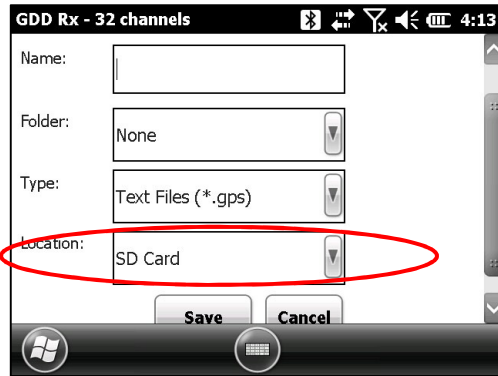 GDD Rx - 32 channels 4:13
Name:
Folder: None
Type: Text Files (*.gps)
Location: SD Card
Save Cancel